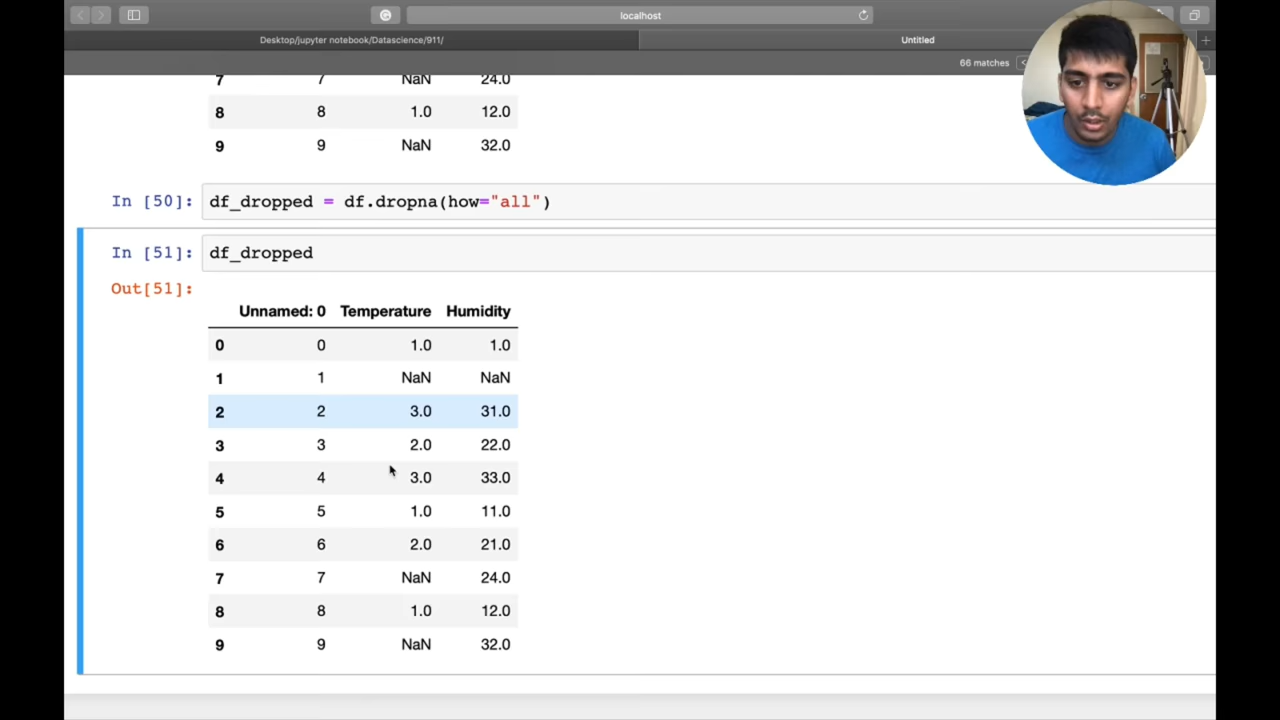 localhost
Desktop/jupyter notebook/Datascience/911/ Untitled
66 matches
7 7 NaN 24.0
8 8 1.0 12.0
9 9 NaN 32.0
In [50]: df_dropped = df.dropna(how="all")
In [51]: df_dropped
Out[51]:
Unnamed: 0 Temperature Humidity
0 0 1.0 1.0
1 1 NaN NaN
2 2 3.0 31.0
3 3 2.0 22.0
4 4 3.0 33.0
5 5 1.0 11.0
6 6 2.0 21.0
7 7 NaN 24.0
8 8 1.0 12.0
9 9 NaN 32.0